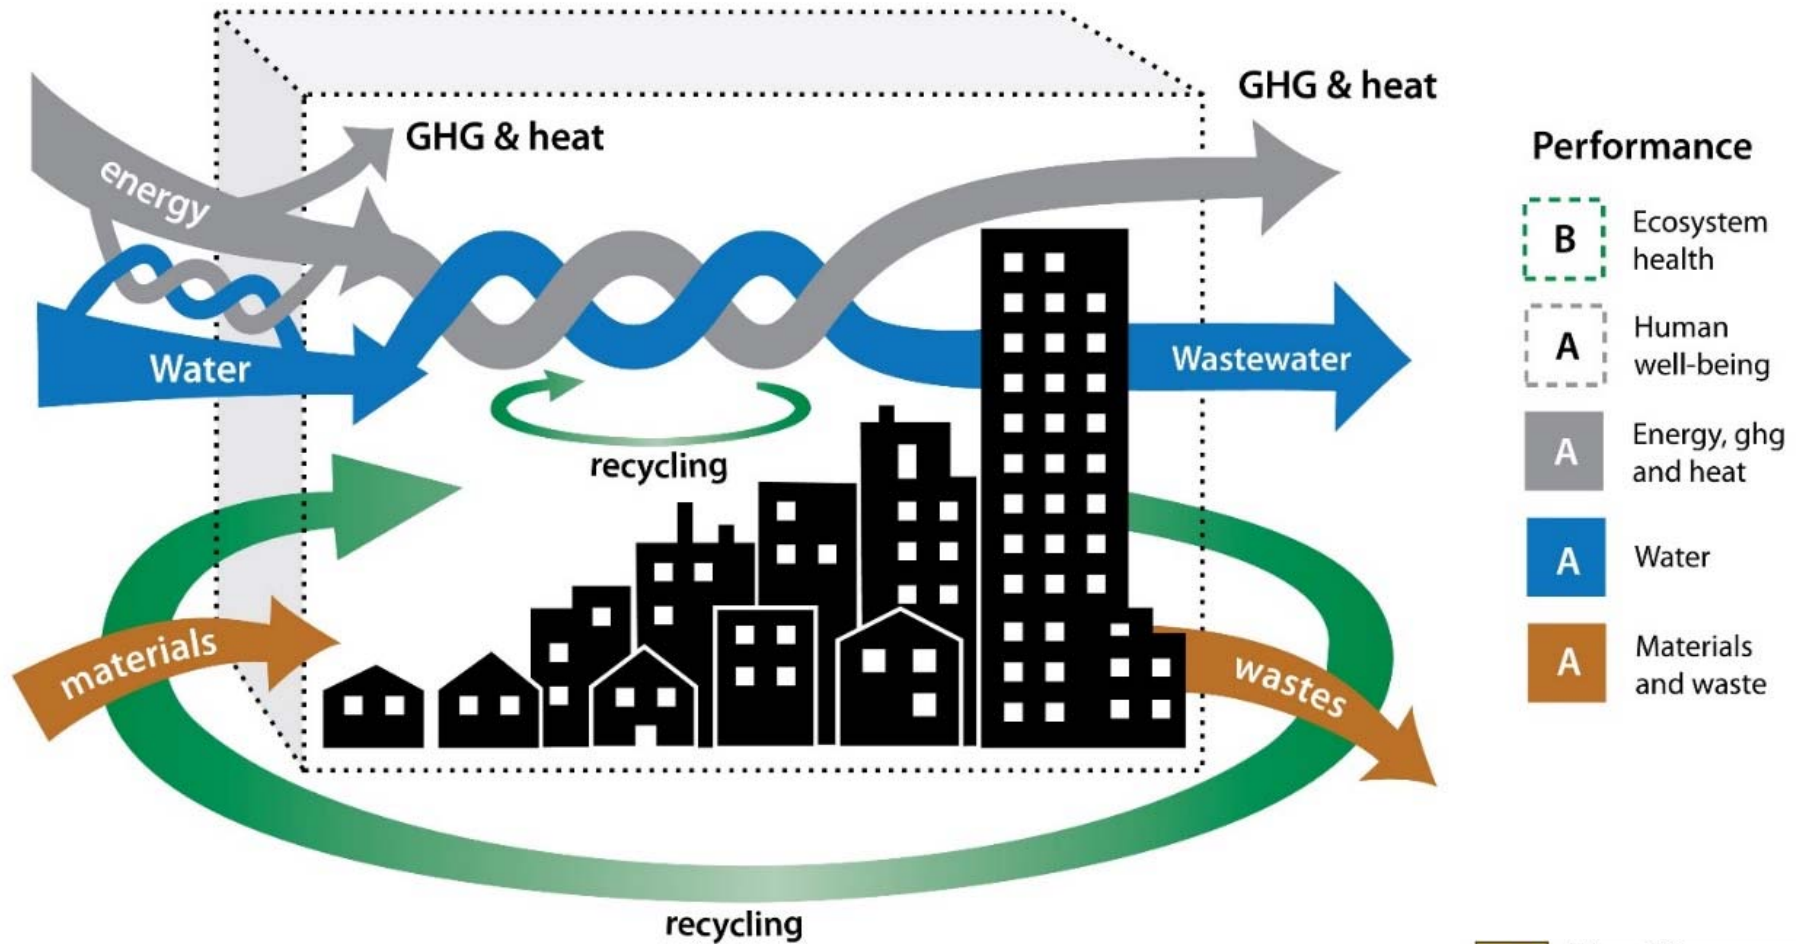 GHG & heat
GHG & heat
energy
Water
Wastewater
recycling
materials
wastes
recycling
Performance
B
Ecosystem
health
A
Human
well-being
A
Energy, ghg
and heat
A
Water
A
Materials
and waste